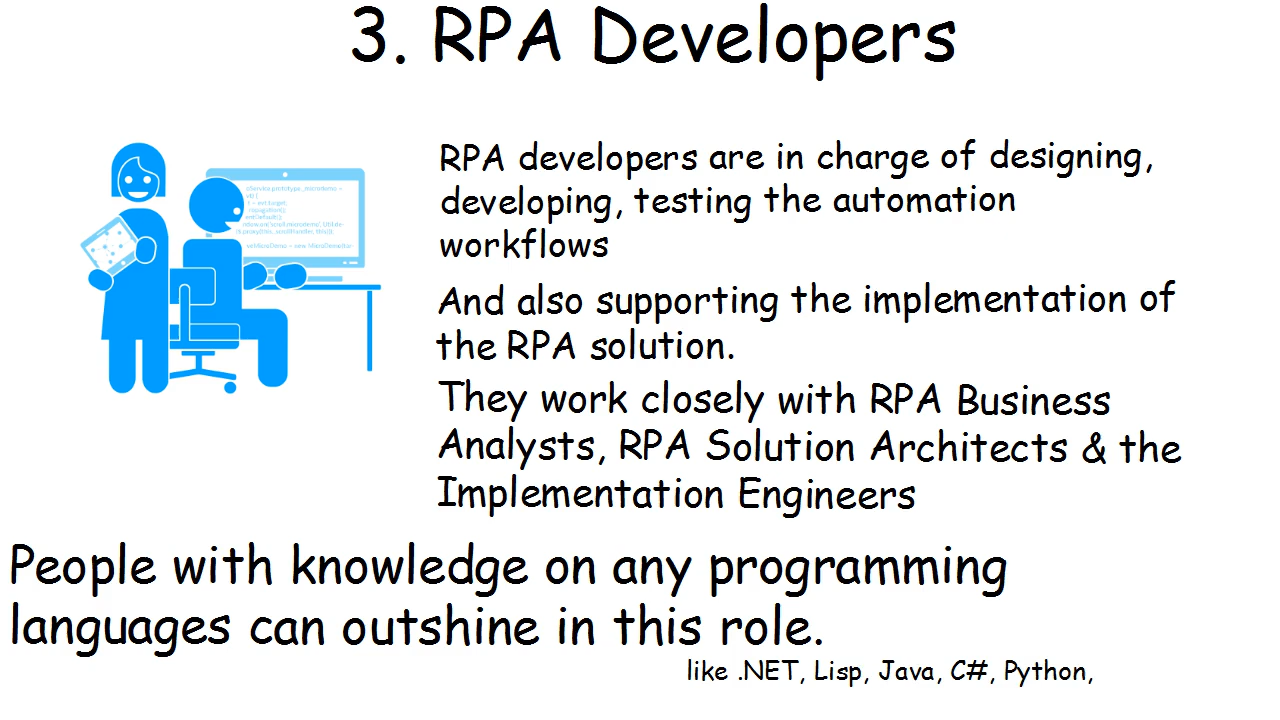 3. RPA Developers
RPA developers are in charge of designing,
developing, testing the automation
workflows
And also supporting the implementation of
the RPA solution.
They work closely with RPA Business
Analysts, RPA Solution Architects & the
Implementation Engineers
People with knowledge on any programming
languages can outshine in this role.
like .NET, Lisp, Java, C#, Python,